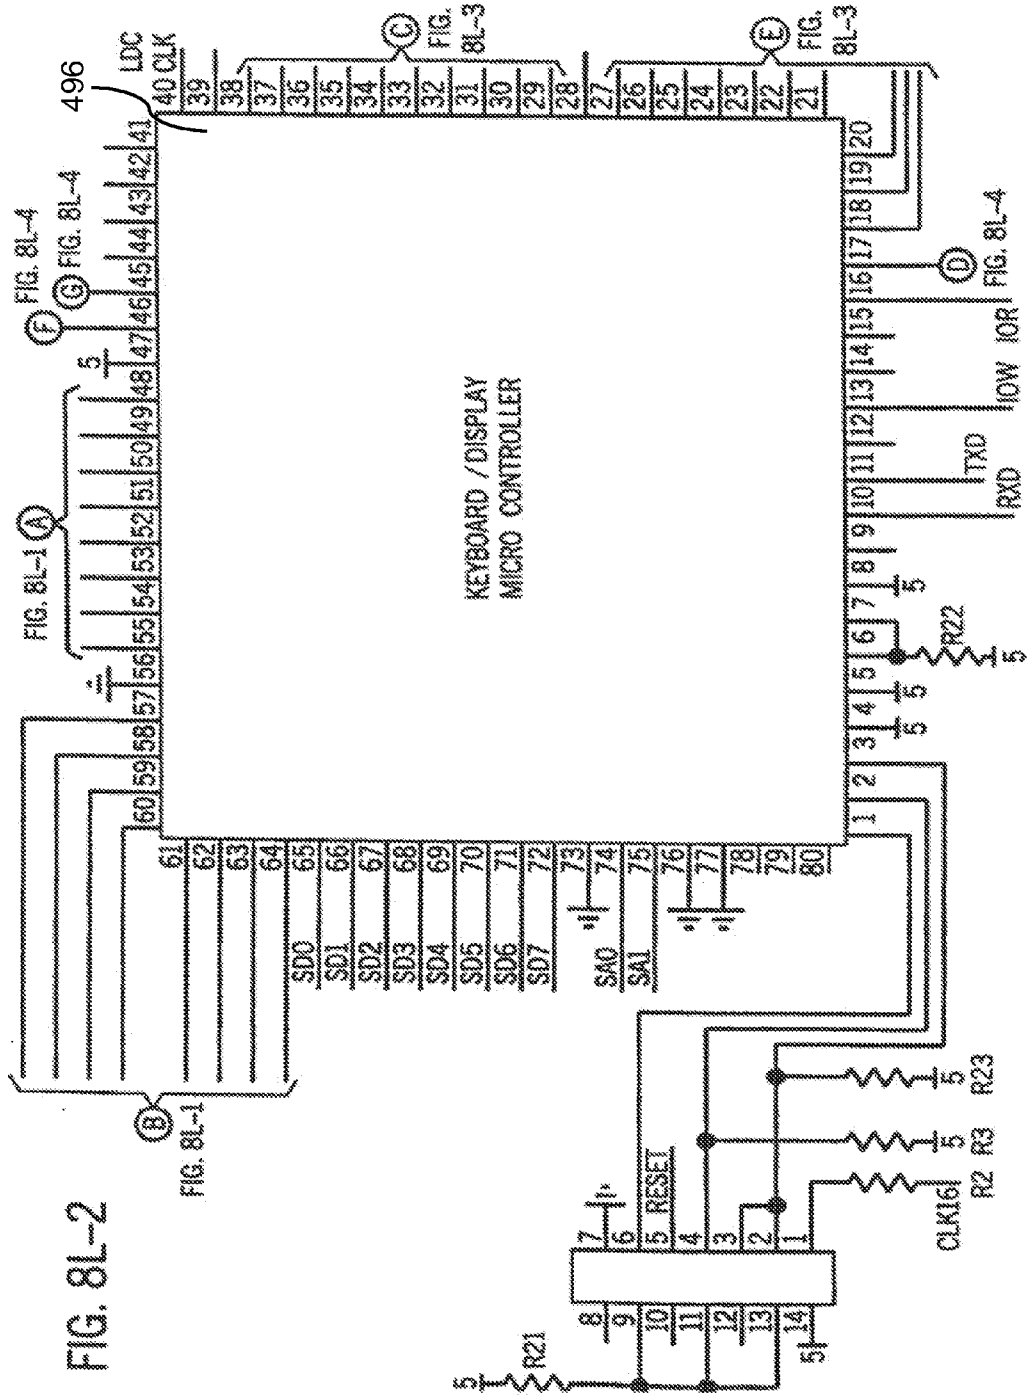 FIG. 8L-2
496
LDC
40 CLK
39
38
37
36
35
34
33
32
31
30
29
28
27
26
25
24
23
22
21
C
FIG.
8L-3
E
FIG.
8L-3
41
42
43
44
45
46
47
48
49
50
51
52
53
54
55
56
57
58
59
60
FIG. 8L-4
F
G
FIG. 8L-4
5
FIG. 8L-1
A
KEYBOARD / DISPLAY
MICRO CONTROLLER
61
62
63
64
65
66
67
68
69
70
71
72
73
74
75
76
77
78
79
80
SD0
SD1
SD2
SD3
SD4
SD5
SD6
SD7
SA0
SA1
B
FIG. 8L-1
1
2
3
4
5
6
7
8
9
10
11
12
13
14
15
16
17
18
19
20
5
5
5
R22
5
RXD
TXD
IOW
IOR
D
FIG. 8L-4
7
6
5
RESET
4
3
2
1
8
9
10
11
12
13
14
5
R21
5
CLK16
R2
5
R3
5
R23